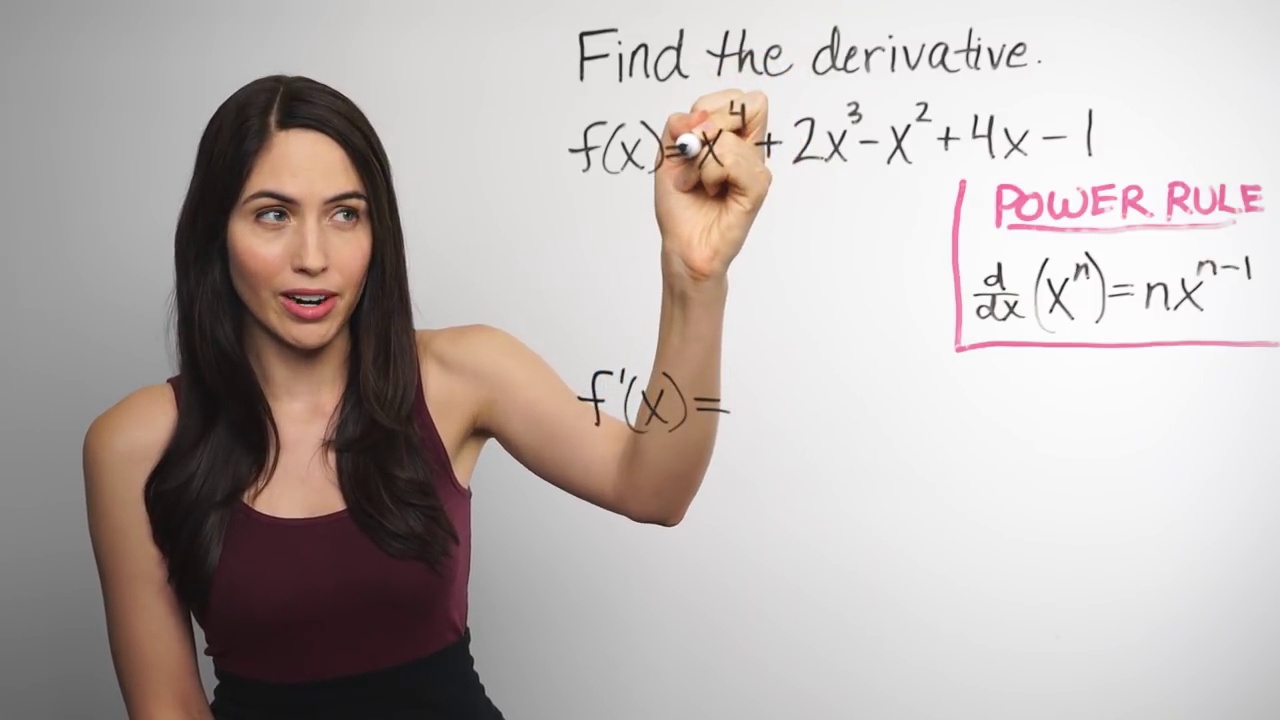 Find the derivative.
f(x)=x⁴+2x³-x²+4x-1
POWER RULE
d/dx(xⁿ)=nxⁿ⁻¹
f'(x)=